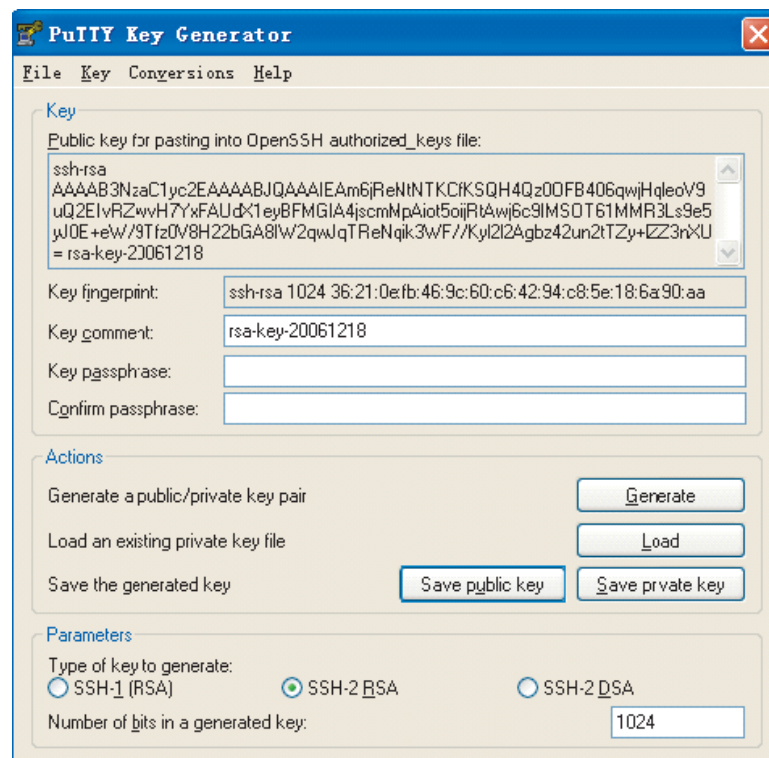 PuTTY Key Generator
File Key Conversions Help
Key
Public key for pasting into OpenSSH authorized_keys file:
ssh-rsa
AAAAB3NzaC1yc2EAAAABJQAAAIEAm6jReNtNTKCfKSQH4Qz0OFB406qwjHqleoV9
uQ2EIvRZwvH7YxFAUdX1eyBFMGIA4jscmNpAiot5oijRtAwj6c9IMSOT61MMR3Ls9e5
yJ0E+eW/9Tfz0V8H22bGA8IW2qwJqTReNqik3WF//KyI2I2Agbz42un2tTZy+IZZ3nXU
= rsa-key-20061218
Key fingerprint: ssh-rsa 1024 36:21:0e:fb:46:9c:60:c6:42:94:c8:5e:18:6a:90:aa
Key comment: rsa-key-20061218
Key passphrase:
Confirm passphrase:
Actions
Generate a public/private key pair Generate
Load an existing private key file Load
Save the generated key Save public key Save private key
Parameters
Type of key to generate:
SSH-1 (RSA) SSH-2 RSA SSH-2 DSA
Number of bits in a generated key: 1024